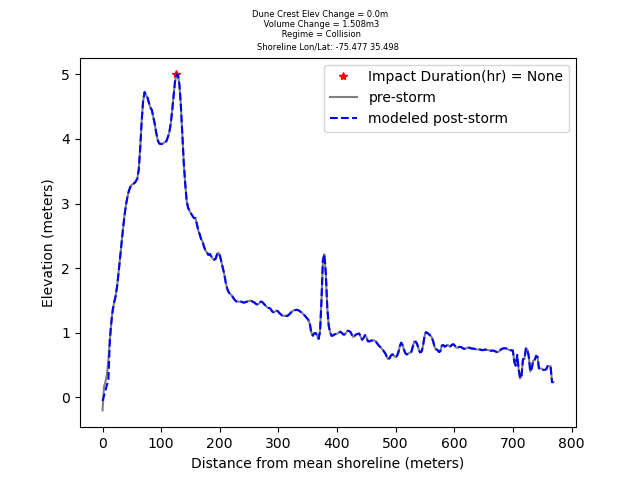 Dune Crest Elev Change = 0.0m
Volume Change = 1.508m3
Regime = Collision
Shoreline Lon/Lat: -75.477 35.498
Impact Duration(hr) = None
pre-storm
modeled post-storm
Elevation (meters)
5
4
3
2
1
0
0 100 200 300 400 500 600 700 800
Distance from mean shoreline (meters)